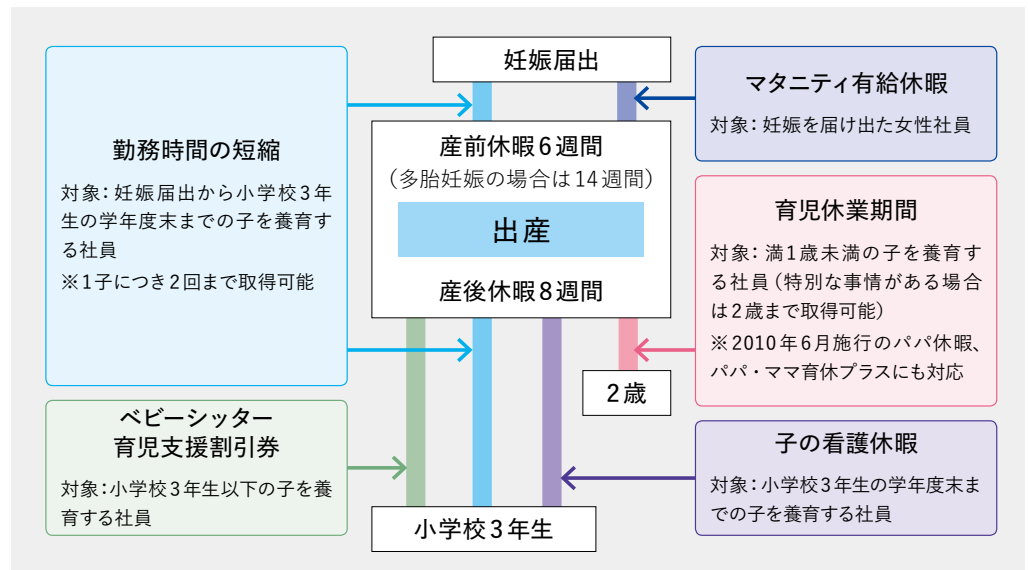 妊娠届出
勤務時間の短縮
対象：妊娠届出から小学校3年
生の学年度末までの子を養育す
る社員
※1子につき2回まで取得可能
マタニティ有給休暇
対象：妊娠を届け出た女性社員
産前休暇6週間
（多胎妊娠の場合は14週間）
出産
産後休暇8週間
育児休業期間
対象：満1歳未満の子を養育す
る社員（特別な事情がある場合
は2歳まで取得可能）
※2010年6月施行のパパ休暇、
パパ・ママ育休プラスにも対応
2歳
ベビーシッター
育児支援割引券
対象：小学校3年生以下の子を養
育する社員
子の看護休暇
対象：小学校3年生の学年度末ま
での子を養育する社員
小学校3年生